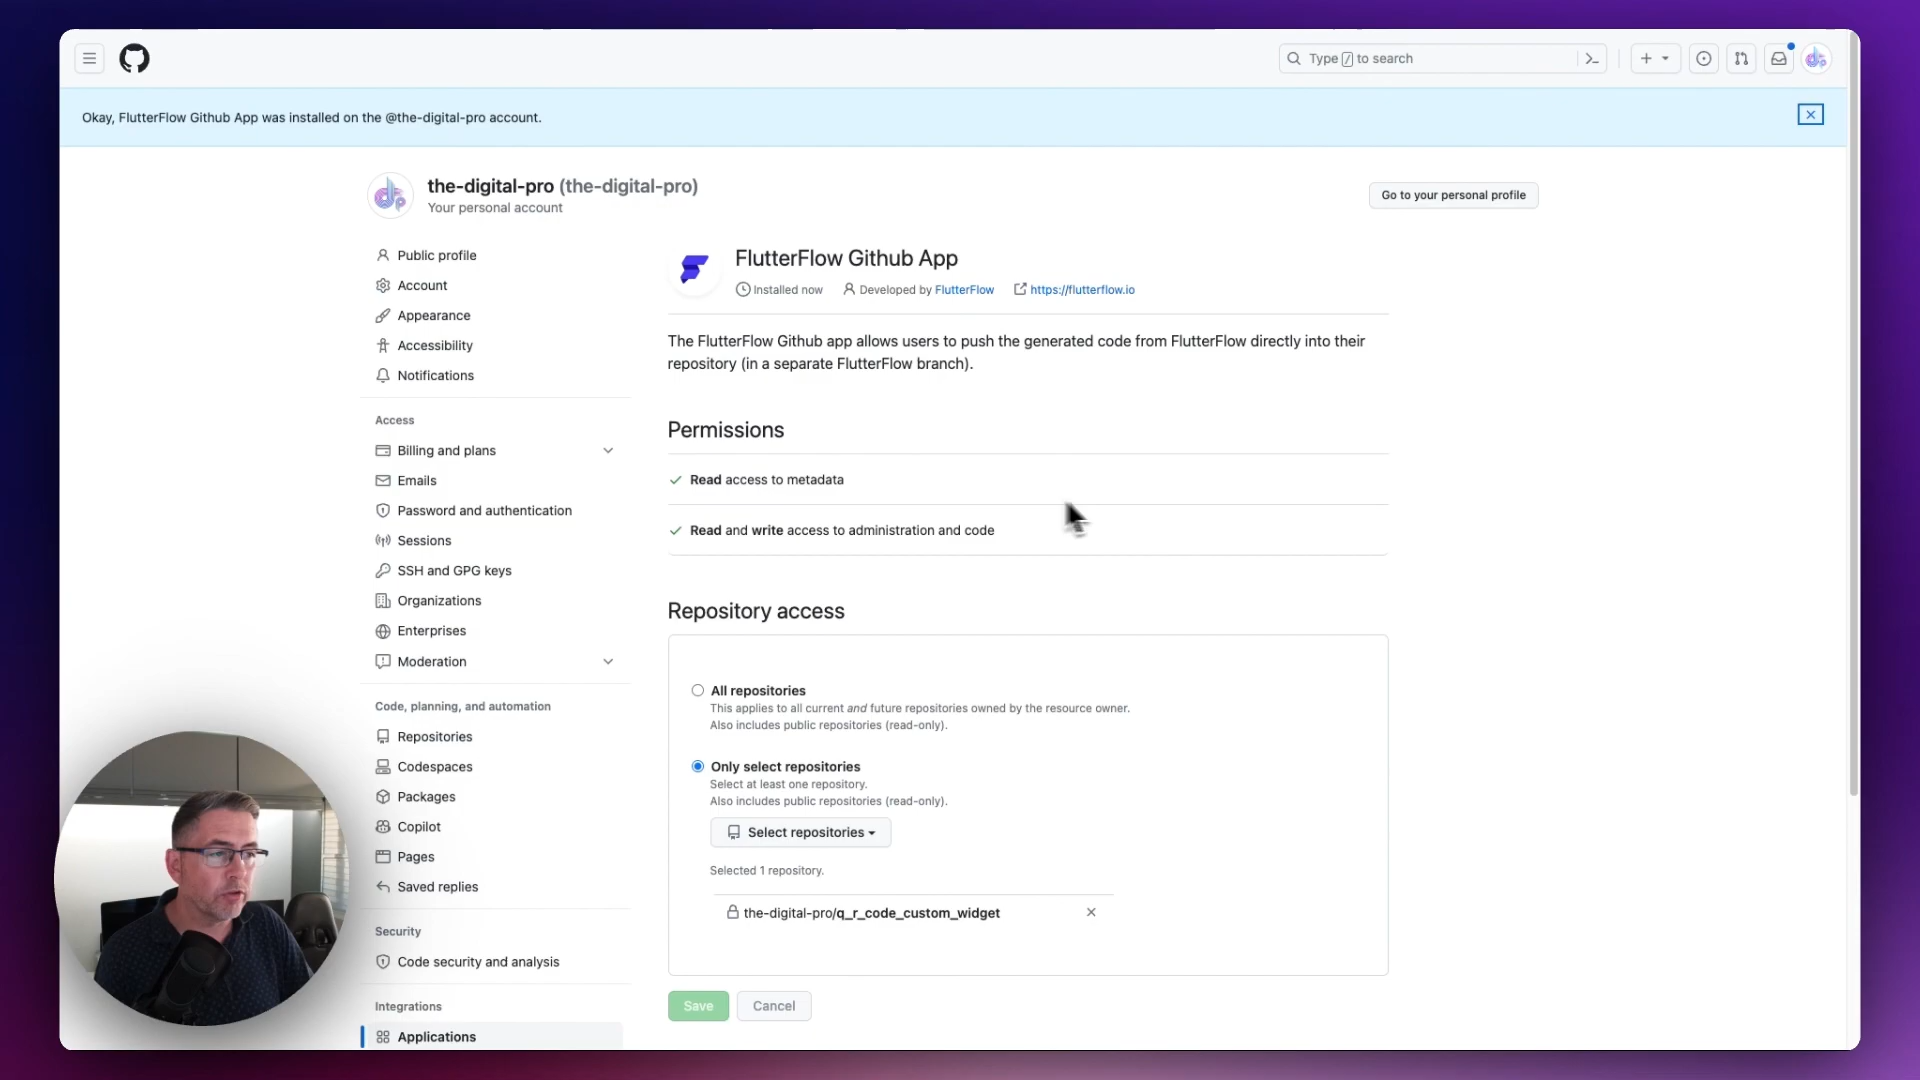 Type / to search
Okay, FlutterFlow Github App was installed on the @the-digital-pro account.
the-digital-pro (the-digital-pro)
Your personal account
Go to your personal profile
Public profile
Account
Appearance
Accessibility
Notifications
Access
Billing and plans
Emails
Password and authentication
Sessions
SSH and GPG keys
Organizations
Enterprises
Moderation
Code, planning, and automation
Repositories
Codespaces
Packages
Copilot
Pages
Saved replies
Security
Code security and analysis
Integrations
Applications
FlutterFlow Github App
Installed now Developed by FlutterFlow https://flutterflow.io
The FlutterFlow Github app allows users to push the generated code from FlutterFlow directly into their
repository (in a separate FlutterFlow branch).
Permissions
Read access to metadata
Read and write access to administration and code
Repository access
All repositories
This applies to all current and future repositories owned by the resource owner.
Also includes public repositories (read-only).
Only select repositories
Select at least one repository.
Also includes public repositories (read-only).
Select repositories
Selected 1 repository.
the-digital-pro/q_r_code_custom_widget
Save Cancel